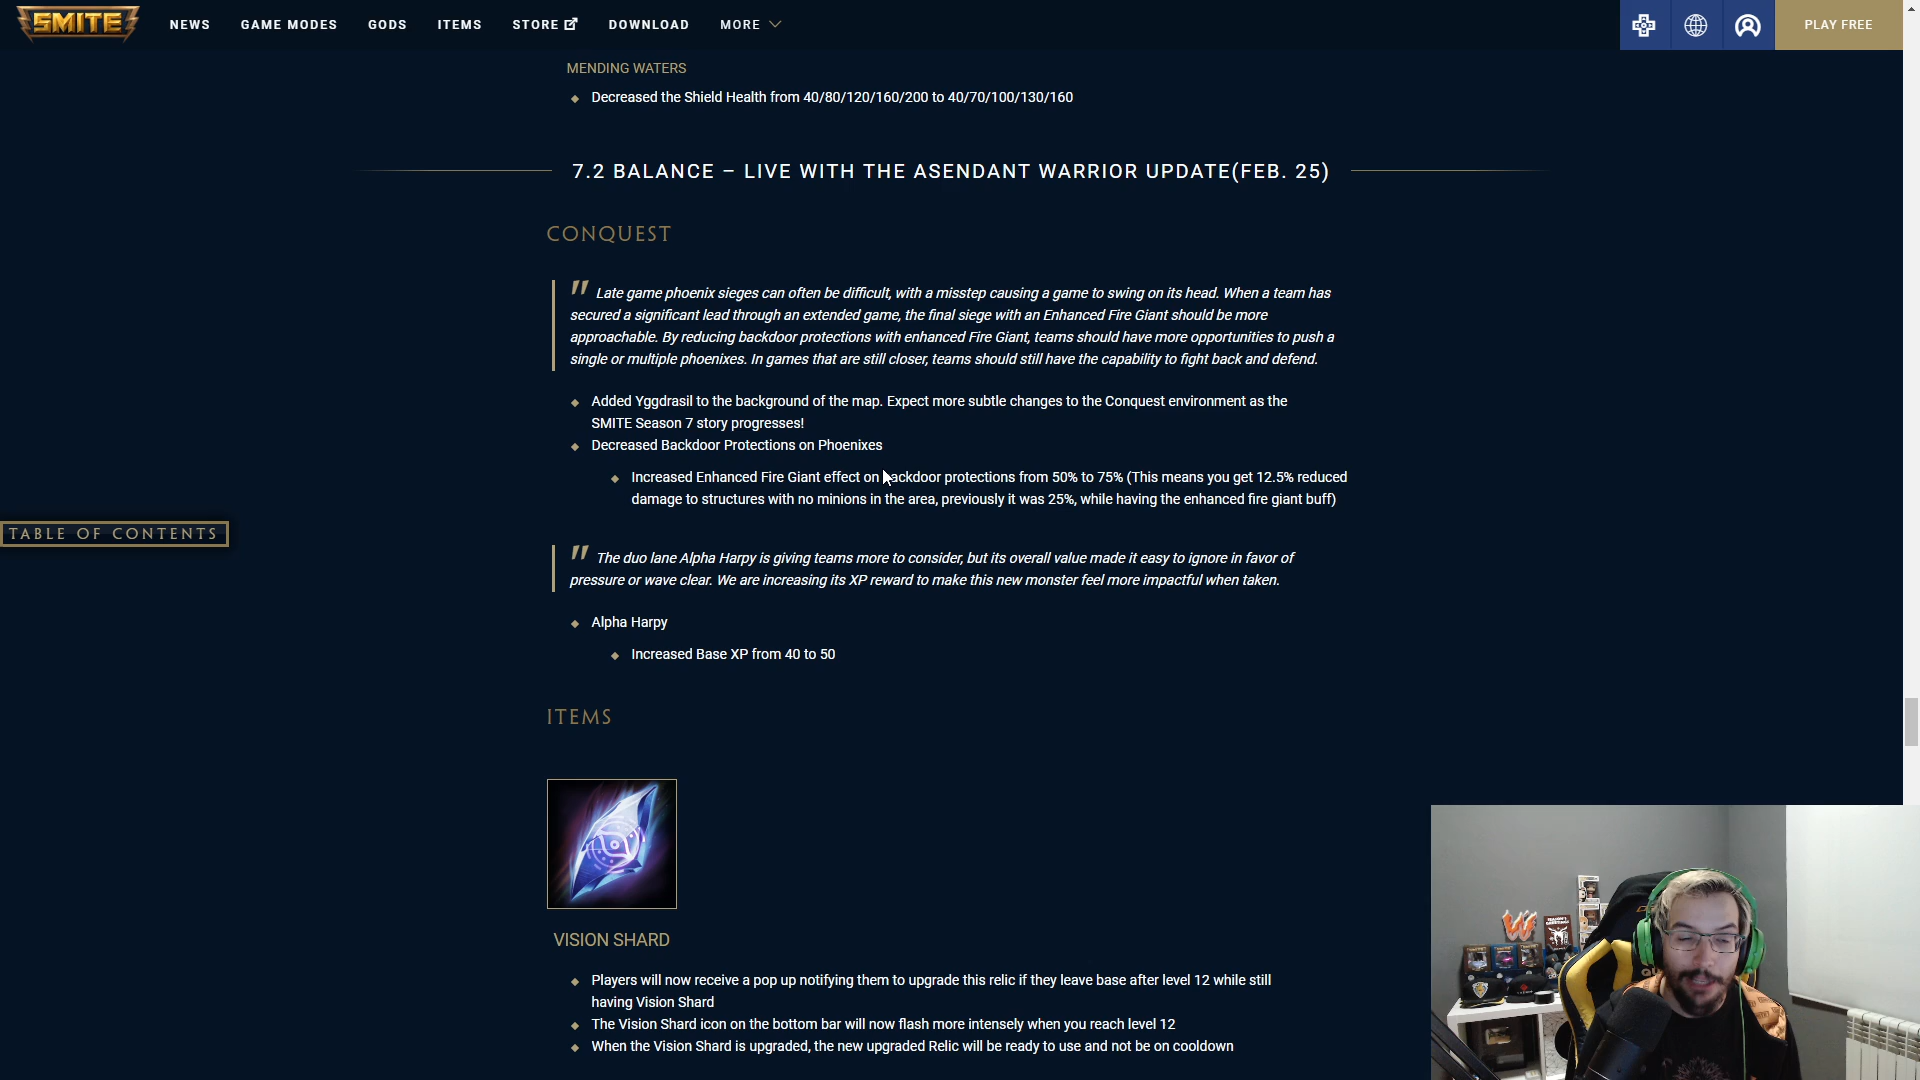 SMITE
NEWS
GAME MODES
GODS
ITEMS
STORE
DOWNLOAD
MORE
PLAY FREE
MENDING WATERS
Decreased the Shield Health from 40/80/120/160/200 to 40/70/100/130/160
7.2 BALANCE – LIVE WITH THE ASENDANT WARRIOR UPDATE(FEB. 25)
CONQUEST
" Late game phoenix sieges can often be difficult, with a misstep causing a game to swing on its head. When a team has
secured a significant lead through an extended game, the final siege with an Enhanced Fire Giant should be more
approachable. By reducing backdoor protections with enhanced Fire Giant, teams should have more opportunities to push a
single or multiple phoenixes. In games that are still closer, teams should still have the capability to fight back and defend.
Added Yggdrasil to the background of the map. Expect more subtle changes to the Conquest environment as the
SMITE Season 7 story progresses!
Decreased Backdoor Protections on Phoenixes
Increased Enhanced Fire Giant effect on backdoor protections from 50% to 75% (This means you get 12.5% reduced
damage to structures with no minions in the area, previously it was 25%, while having the enhanced fire giant buff)
TABLE OF CONTENTS
" The duo lane Alpha Harpy is giving teams more to consider, but its overall value made it easy to ignore in favor of
pressure or wave clear. We are increasing its XP reward to make this new monster feel more impactful when taken.
Alpha Harpy
Increased Base XP from 40 to 50
ITEMS
VISION SHARD
Players will now receive a pop up notifying them to upgrade this relic if they leave base after level 12 while still
having Vision Shard
The Vision Shard icon on the bottom bar will now flash more intensely when you reach level 12
When the Vision Shard is upgraded, the new upgraded Relic will be ready to use and not be on cooldown